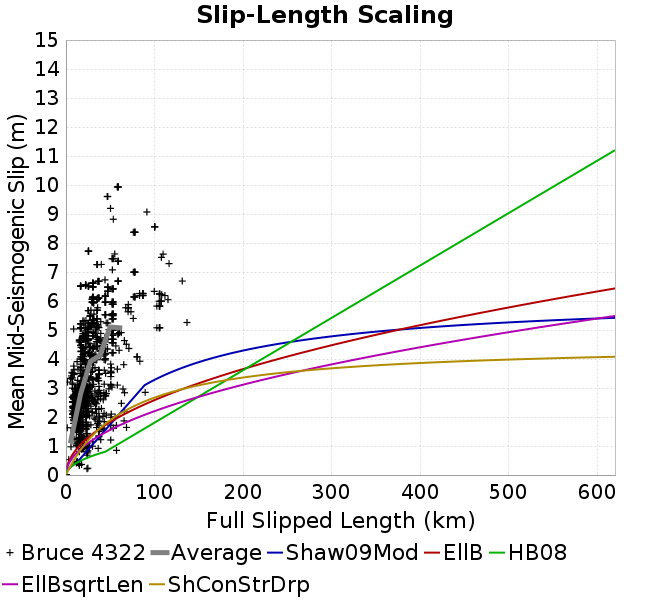 Slip-Length Scaling
Mean Mid-Seismogenic Slip (m)
15
14
13
12
11
10
9
8
7
6
5
4
3
2
1
0
0 100 200 300 400 500 600
Full Slipped Length (km)
Bruce 4322 Average Shaw09Mod EllB HB08
EllBsqrtLen ShConStrDrp